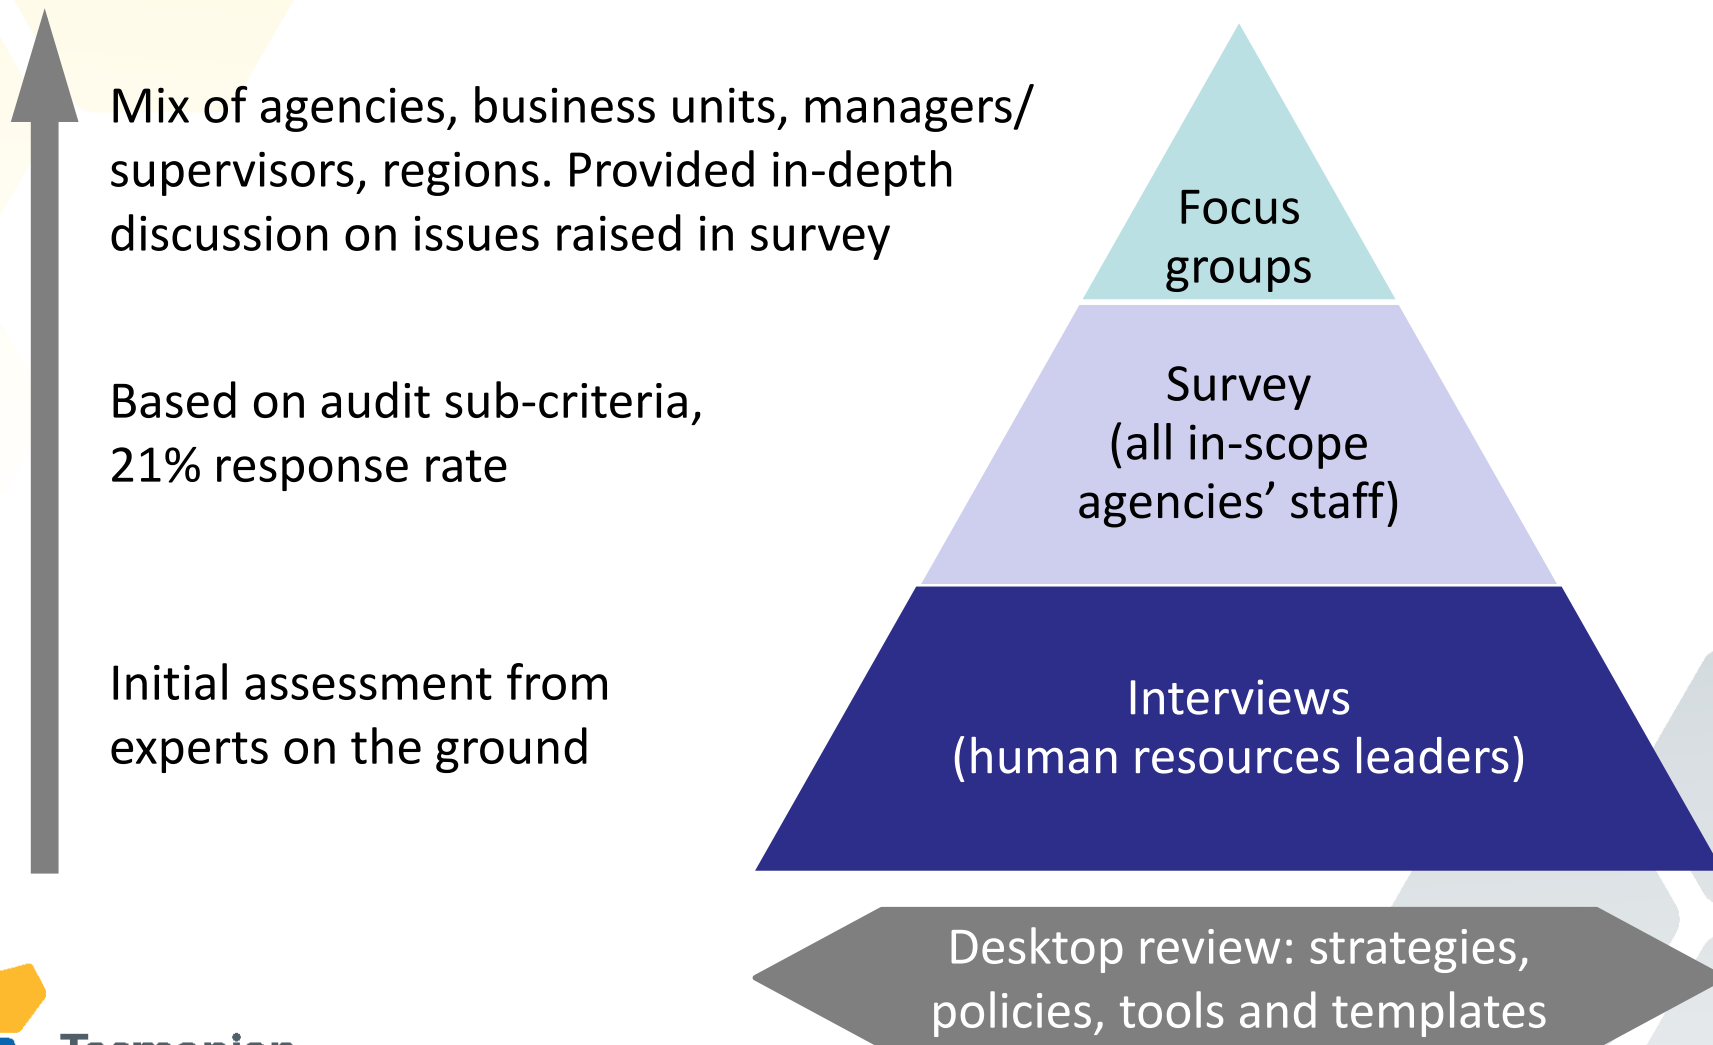 Mix of agencies, business units, managers/
supervisors, regions. Provided in-depth
discussion on issues raised in survey
Focus
groups
Based on audit sub-criteria,
21% response rate
Survey
(all in-scope
agencies’ staff)
Initial assessment from
experts on the ground
Interviews
(human resources leaders)
Desktop review: strategies,
policies, tools and templates
Tasmanian